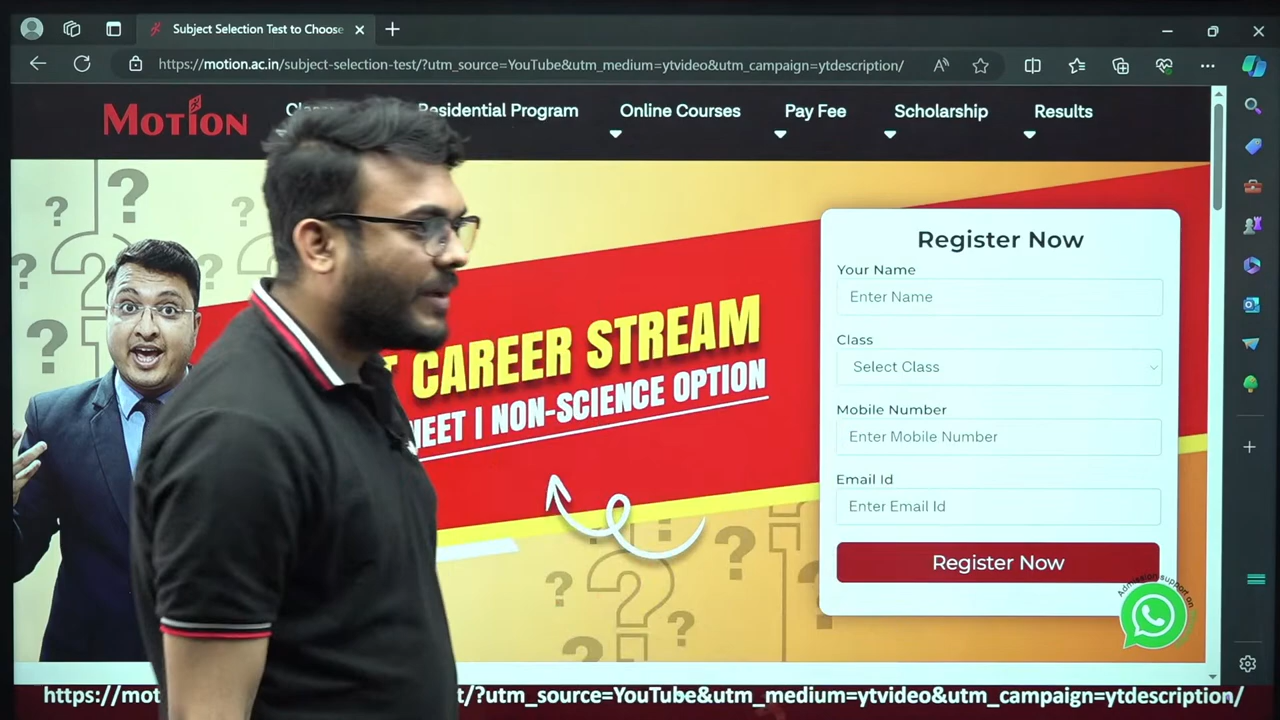 Subject Selection Test to Choose
https://motion.ac.in/subject-selection-test/?utm_source=YouTube&utm_medium=ytvideo&utm_campaign=ytdescription/
MOTION
Residential Program
Online Courses
Pay Fee
Scholarship
Results
CAREER STREAM
NEET | NON-SCIENCE OPTION
Register Now
Your Name
Enter Name
Class
Select Class
Mobile Number
Enter Mobile Number
Email Id
Enter Email Id
Register Now
Admission support on
https://mot t/?utm_source=YouTube&utm_medium=ytvideo&utm_campaign=ytdescription/